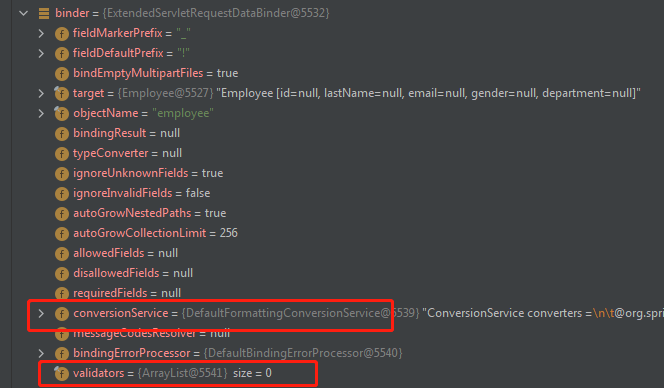 binder = {ExtendedServletRequestDataBinder@5532}
f fieldMarkerPrefix = "_"
f fieldDefaultPrefix = "!"
f bindEmptyMultipartFiles = true
f target = {Employee@5527} "Employee [id=null, lastName=null, email=null, gender=null, department=null]"
f objectName = "employee"
f bindingResult = null
f typeConverter = null
f ignoreUnknownFields = true
f ignoreInvalidFields = false
f autoGrowNestedPaths = true
f autoGrowCollectionLimit = 256
f allowedFields = null
f disallowedFields = null
f requiredFields = null
f conversionService = {DefaultFormattingConversionService@5539} "ConversionService converters =\n\t@org.spri
f messageCodesResolver = null
f bindingErrorProcessor = {DefaultBindingErrorProcessor@5540}
f validators = {ArrayList@5541} size = 0